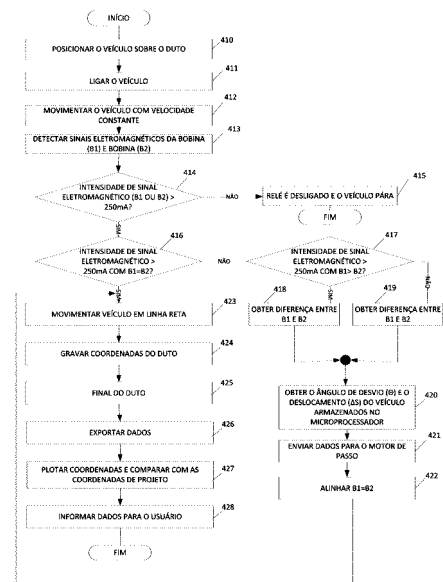 INÍCIO
POSICIONAR O VEÍCULO SOBRE O DUTO
410
LIGAR O VEÍCULO
411
MOVIMENTAR O VEÍCULO COM VELOCIDADE
CONSTANTE
412
DETECTAR SINAIS ELETROMAGNÉTICOS DA BOBINA
(B1) E BOBINA (B2)
413
INTENSIDADE DE SINAL
ELETROMAGNÉTICO (B1 OU B2) >
250mA?
414
NÃO
RELÉ É DESLIGADO E O VEÍCULO PÁRA
415
FIM
SIM
INTENSIDADE DE SINAL
ELETROMAGNÉTICO >
250mA COM B1=B2?
416
NÃO
INTENSIDADE DE SINAL
ELETROMAGNÉTICO >
250mA COM B1> B2?
417
SIM
SIM
NÃO
OBTER DIFERENÇA ENTRE
B1 E B2
418
OBTER DIFERENÇA ENTRE
B1 E B2
419
MOVIMENTAR VEÍCULO EM LINHA RETA
423
GRAVAR COORDENADAS DO DUTO
424
FINAL DO DUTO
425
EXPORTAR DADOS
426
PLOTAR COORDENADAS E COMPARAR COM AS
COORDENADAS DE PROJETO
427
INFORMAR DADOS PARA O USUÁRIO
428
FIM
OBTER O ÂNGULO DE DESVIO (Θ) E O
DESLOCAMENTO (ΔS) DO VEÍCULO
ARMAZENADOS NO
MICROPROCESSADOR
420
ENVIAR DADOS PARA O MOTOR DE
PASSO
421
ALINHAR B1=B2
422